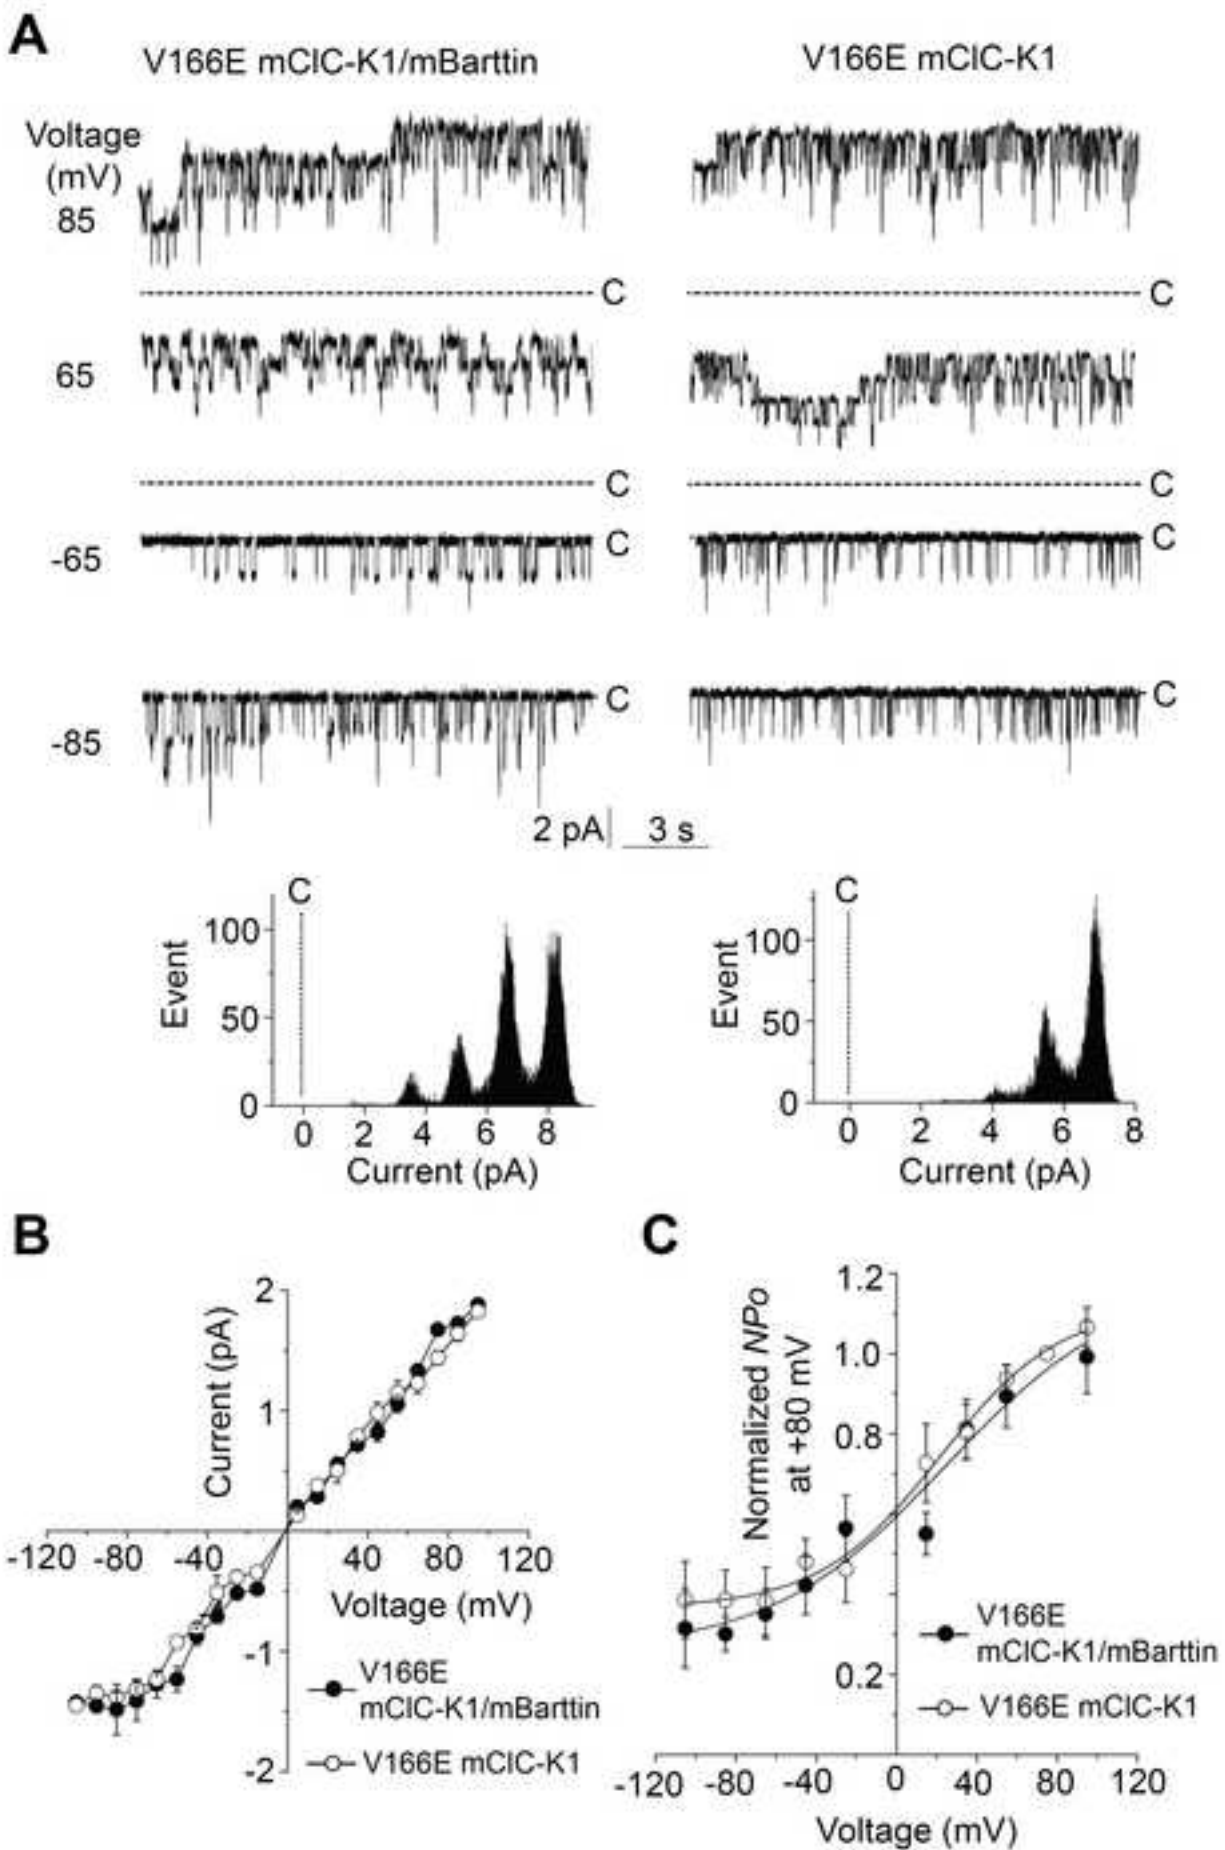 A
V166E mClC-K1/mBarttin
V166E mClC-K1
Voltage
(mV)
85
C
C
65
C
C
-65
C
C
-85
C
C
2 pA
3 s
C
Event
100
50
0
0 2 4 6 8
Current (pA)
C
Event
100
50
0
0 2 4 6 8
Current (pA)
B
Current (pA)
2
1
-1
-2
-120 -80 -40 40 80 120
Voltage (mV)
V166E
mClC-K1/mBarttin
V166E mClC-K1
C
Normalized NPo
at +80 mV
1.2
1.0
0.8
0.2
V166E
mClC-K1/mBarttin
V166E mClC-K1
-120 -80 -40 0 40 80 120
Voltage (mV)